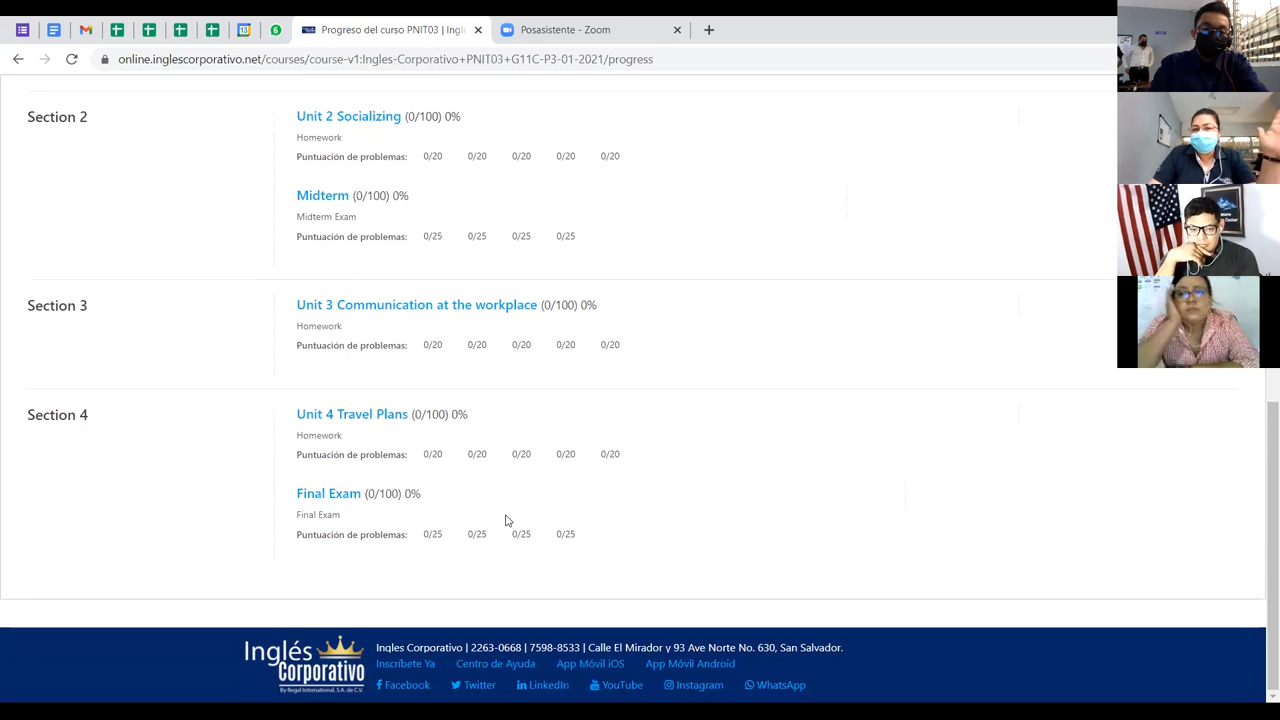 Progreso del curso PNIT03 | Ingl
Posasistente - Zoom
online.inglescorporativo.net/courses/course-v1:Ingles-Corporativo+PNIT03+G11C-P3-01-2021/progress
Section 2
Unit 2 Socializing (0/100) 0%
Homework
Puntuación de problemas: 0/20 0/20 0/20 0/20 0/20
Midterm (0/100) 0%
Midterm Exam
Puntuación de problemas: 0/25 0/25 0/25 0/25
Section 3
Unit 3 Communication at the workplace (0/100) 0%
Homework
Puntuación de problemas: 0/20 0/20 0/20 0/20 0/20
Section 4
Unit 4 Travel Plans (0/100) 0%
Homework
Puntuación de problemas: 0/20 0/20 0/20 0/20 0/20
Final Exam (0/100) 0%
Final Exam
Puntuación de problemas: 0/25 0/25 0/25 0/25
Inglés Corporativo
By Regal International, S.A. de C.V.
Ingles Corporativo | 2263-0668 | 7598-8533 | Calle El Mirador y 93 Ave Norte No. 630, San Salvador.
Inscríbete Ya Centro de Ayuda App Móvil iOS App Móvil Android
Facebook Twitter LinkedIn YouTube Instagram WhatsApp